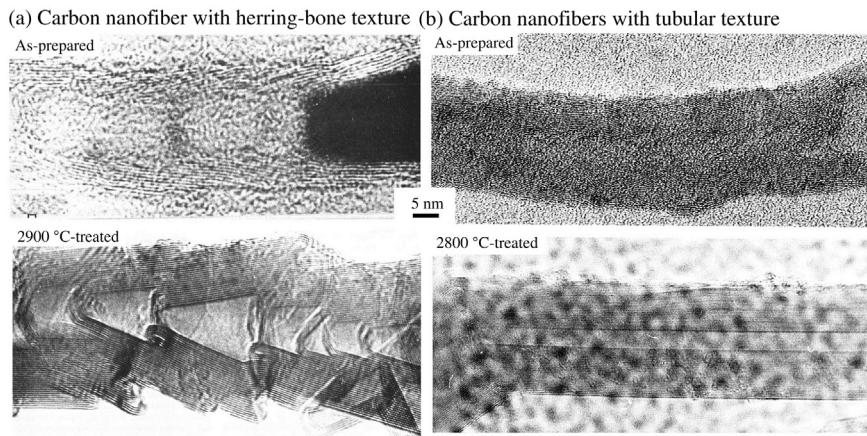 (a) Carbon nanofiber with herring-bone texture
As-prepared
(b) Carbon nanofibers with tubular texture
As-prepared
5 nm
2900 °C-treated
2800 °C-treated